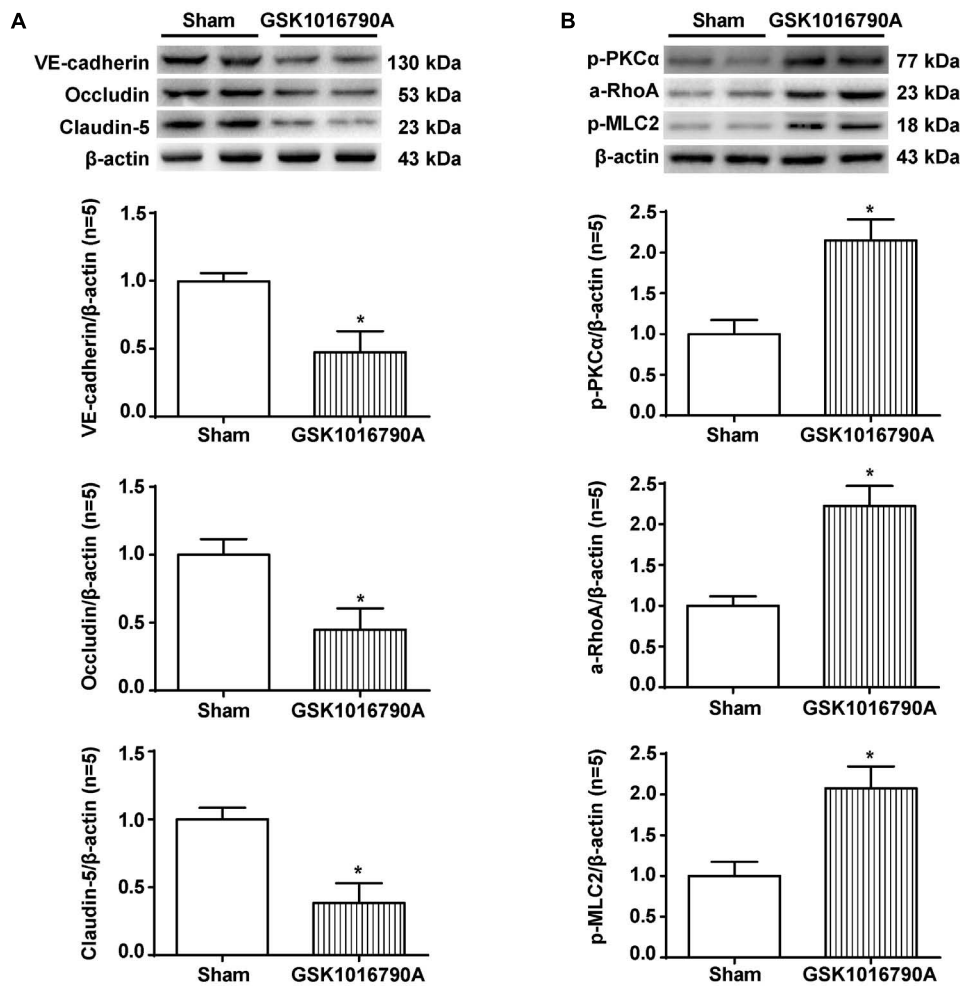 A
Sham GSK1016790A
VE-cadherin 130 kDa
Occludin 53 kDa
Claudin-5 23 kDa
β-actin 43 kDa
VE-cadherin/β-actin (n=5)
1.5
1.0
0.5
0.0
*
Sham GSK1016790A
Occludin/β-actin (n=5)
1.5
1.0
0.5
0.0
*
Sham GSK1016790A
Claudin-5/β-actin (n=5)
1.5
1.0
0.5
0.0
*
Sham GSK1016790A
B
Sham GSK1016790A
p-PKCα 77 kDa
a-RhoA 23 kDa
p-MLC2 18 kDa
β-actin 43 kDa
p-PKCα/β-actin (n=5)
2.5
2.0
1.5
1.0
0.5
0.0
*
Sham GSK1016790A
a-RhoA/β-actin (n=5)
2.5
2.0
1.5
1.0
0.5
0.0
*
Sham GSK1016790A
p-MLC2/β-actin (n=5)
2.5
2.0
1.5
1.0
0.5
0.0
*
Sham GSK1016790A